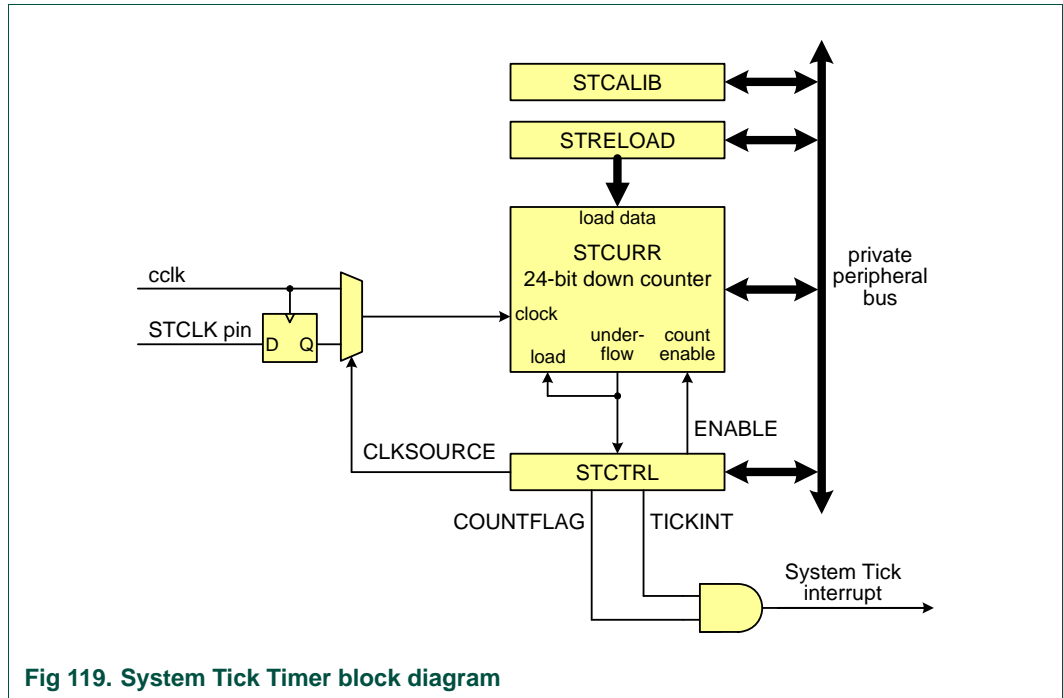 STCALIB
STRELOAD
load data
STCURR
24-bit down counter
clock
under-
flow
count
enable
load
private
peripheral
bus
cclk
STCLK pin
D Q
ENABLE
CLKSOURCE
STCTRL
COUNTFLAG
TICKINT
System Tick
interrupt
Fig 119. System Tick Timer block diagram